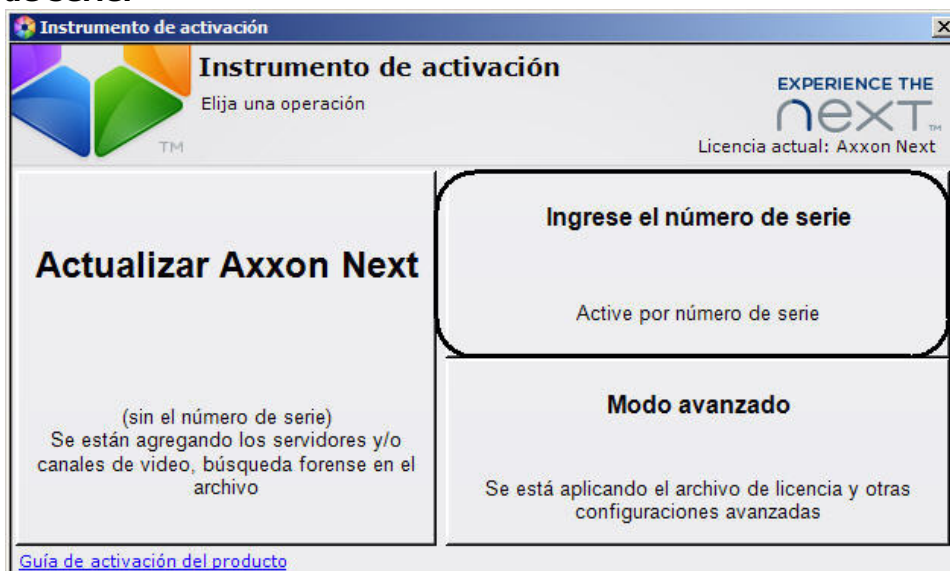 Instrumento de activación
Instrumento de activación
Elija una operación
TM
EXPERIENCE THE
next TM
Licencia actual: Axxon Next
Actualizar Axxon Next
(sin el número de serie)
Se están agregando los servidores y/o
canales de video, búsqueda forense en el
archivo
Ingrese el número de serie
Active por número de serie
Modo avanzado
Se está aplicando el archivo de licencia y otras
configuraciones avanzadas
Guía de activación del producto